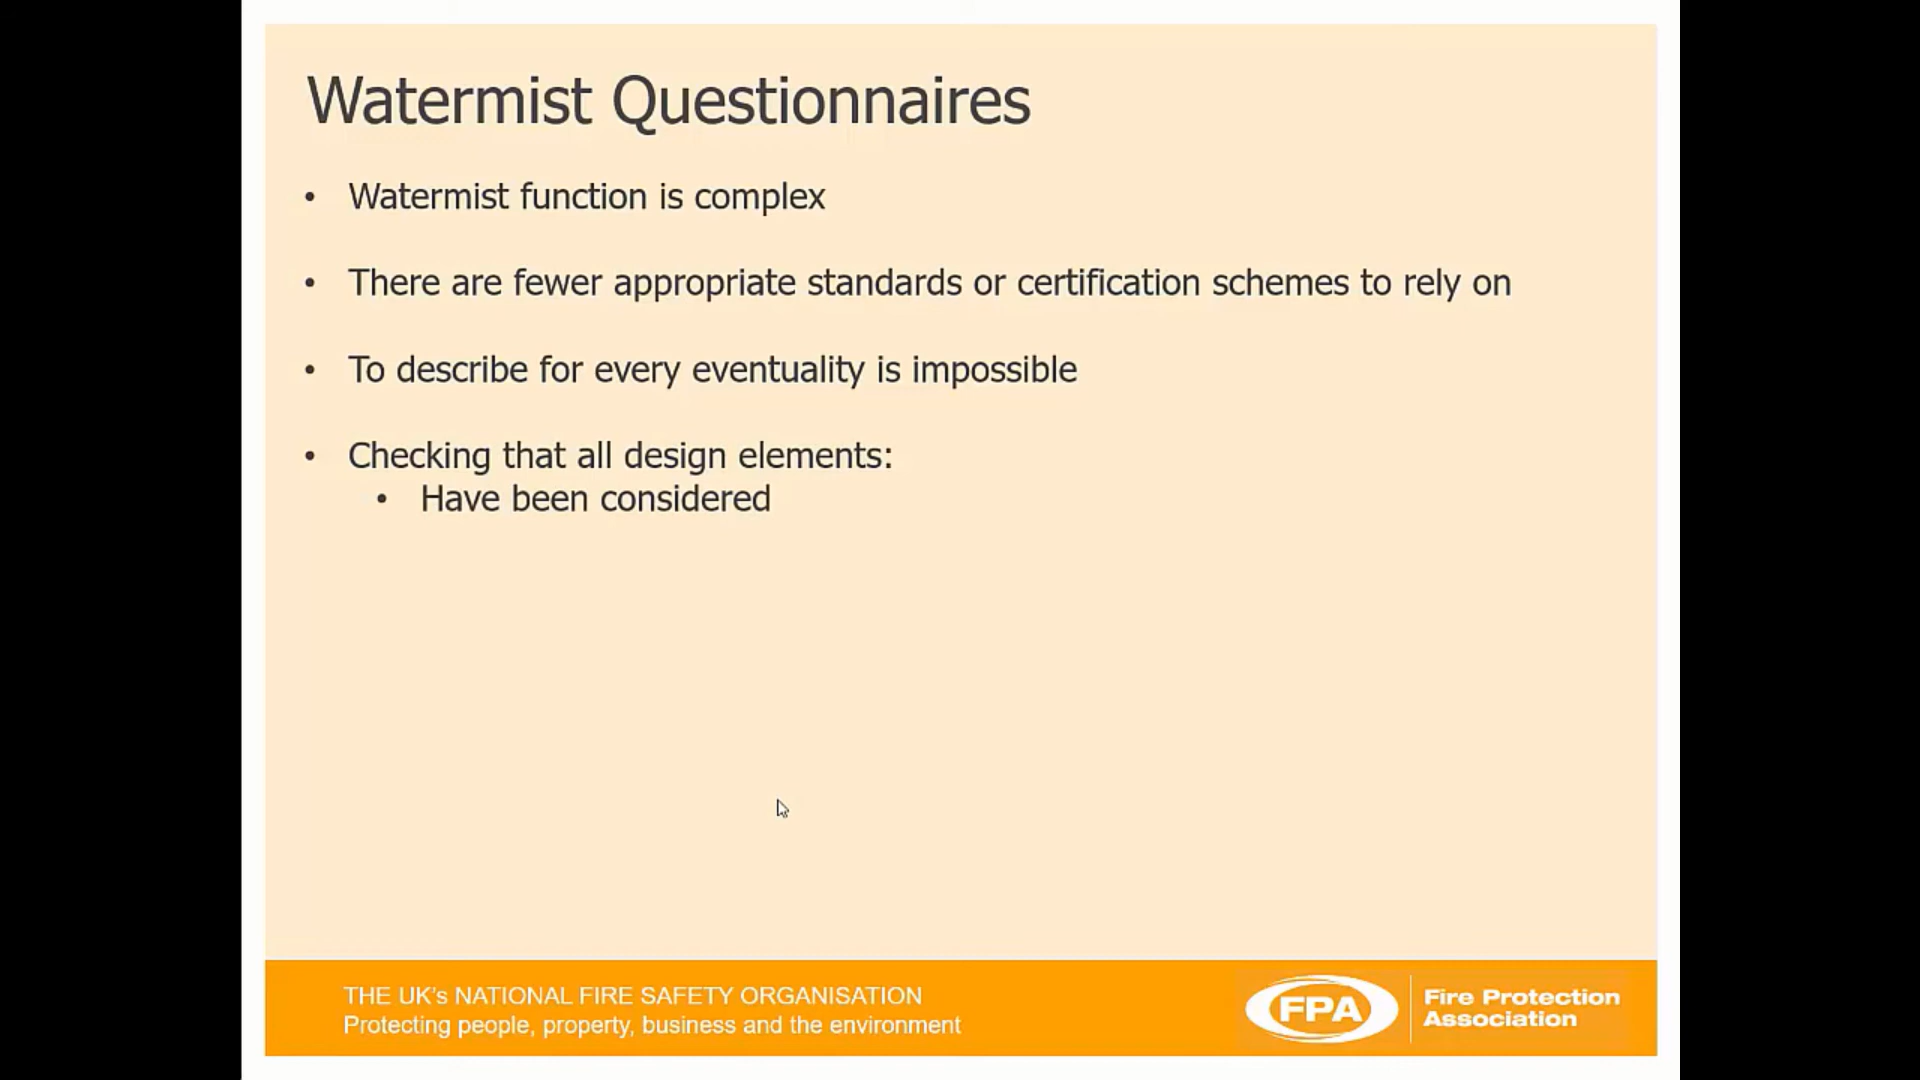 Watermist Questionnaires
• Watermist function is complex
• There are fewer appropriate standards or certification schemes to rely on
• To describe for every eventuality is impossible
• Checking that all design elements:
• Have been considered
THE UK's NATIONAL FIRE SAFETY ORGANISATION
Protecting people, property, business and the environment
FPA
Fire Protection
Association